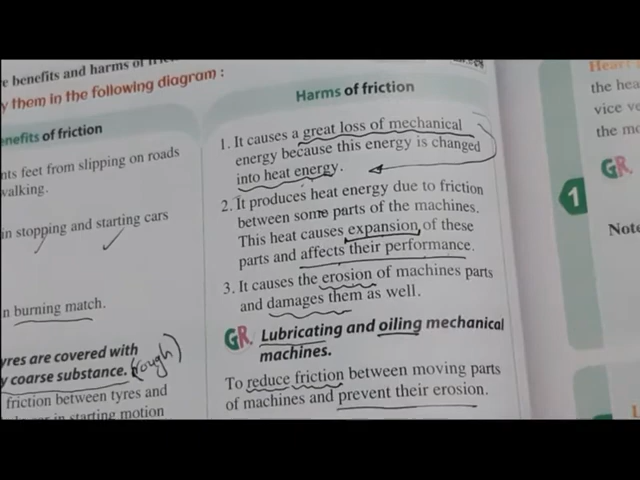 e benefits and harms of
y them in the following diagram :
enefits of friction
nts feet from slipping on roads
walking.
in stopping and starting cars
n burning match.
yres are covered with
y coarse substance. (rough)
friction between tyres and
in starting motion
Harms of friction
1. It causes a great loss of mechanical
energy because this energy is changed
into heat energy.
2. It produces heat energy due to friction
between some parts of the machines.
This heat causes expansion of these
parts and affects their performance.
3. It causes the erosion of machines parts
and damages them as well.
GR. Lubricating and oiling mechanical
machines.
To reduce friction between moving parts
of machines and prevent their erosion.
1
Heart
the hea
vice ve
the mo
GR.
Note